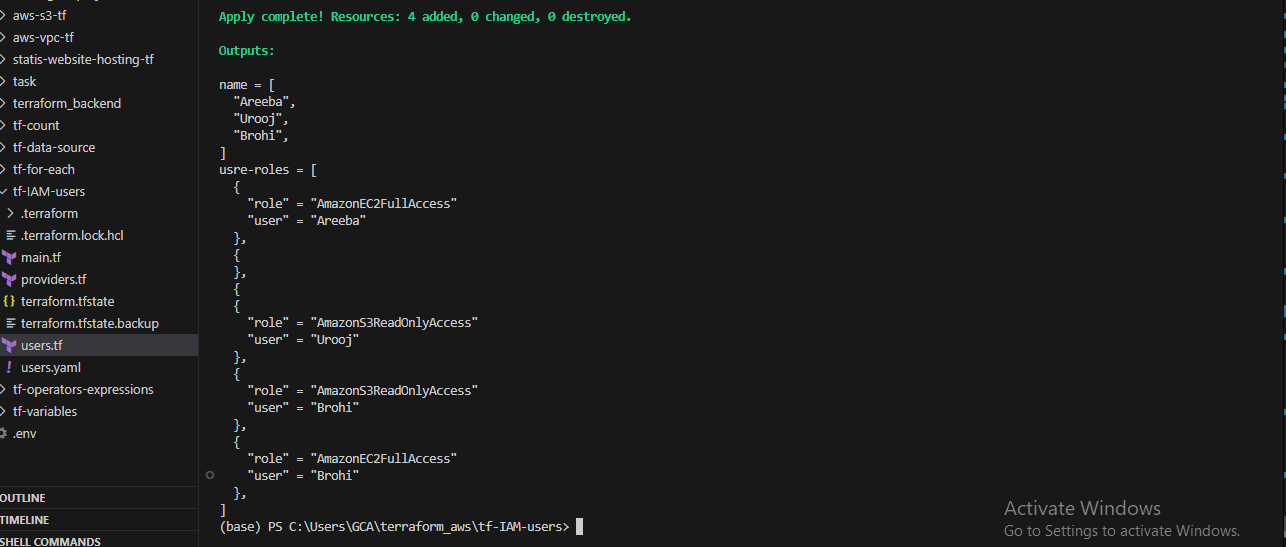 aws-s3-tf
aws-vpc-tf
statis-website-hosting-tf
task
terraform_backend
tf-count
tf-data-source
tf-for-each
tf-IAM-users
.terraform
.terraform.lock.hcl
main.tf
providers.tf
terraform.tfstate
terraform.tfstate.backup
users.tf
users.yaml
tf-operators-expressions
tf-variables
.env
OUTLINE
TIMELINE
SHELL COMMANDS
Apply complete! Resources: 4 added, 0 changed, 0 destroyed.
Outputs:
name = [
"Areeba",
"Urooj",
"Brohi",
]
usre-roles = [
{
"role" = "AmazonEC2FullAccess"
"user" = "Areeba"
},
{
},
{
{
"role" = "AmazonS3ReadOnlyAccess"
"user" = "Urooj"
},
{
"role" = "AmazonS3ReadOnlyAccess"
"user" = "Brohi"
},
{
"role" = "AmazonEC2FullAccess"
"user" = "Brohi"
},
]
(base) PS C:\Users\GCA\terraform_aws\tf-IAM-users>
Activate Windows
Go to Settings to activate Windows.